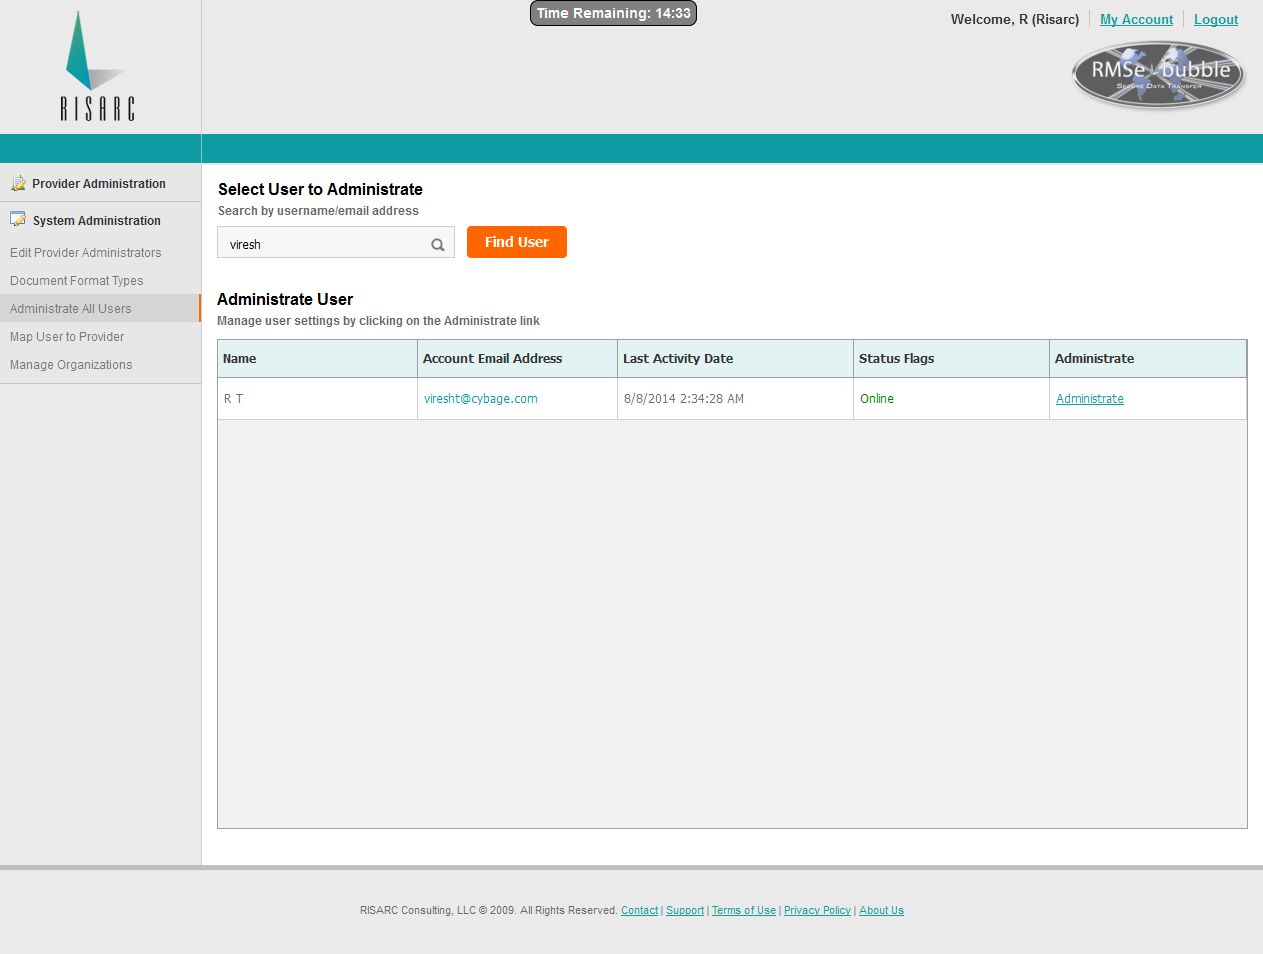 Time Remaining: 14:33
Welcome, R (Risarc) My Account Logout
RISARC
RMSe bubble
SECURE DATA TRANSFER
Provider Administration
System Administration
Edit Provider Administrators
Document Format Types
Administrate All Users
Map User to Provider
Manage Organizations
Select User to Administrate
Search by username/email address
viresh Find User
Administrate User
Manage user settings by clicking on the Administrate link
Name Account Email Address Last Activity Date Status Flags Administrate
R T viresht@cybage.com 8/8/2014 2:34:28 AM Online Administrate
RISARC Consulting, LLC © 2009. All Rights Reserved. Contact | Support | Terms of Use | Privacy Policy | About Us